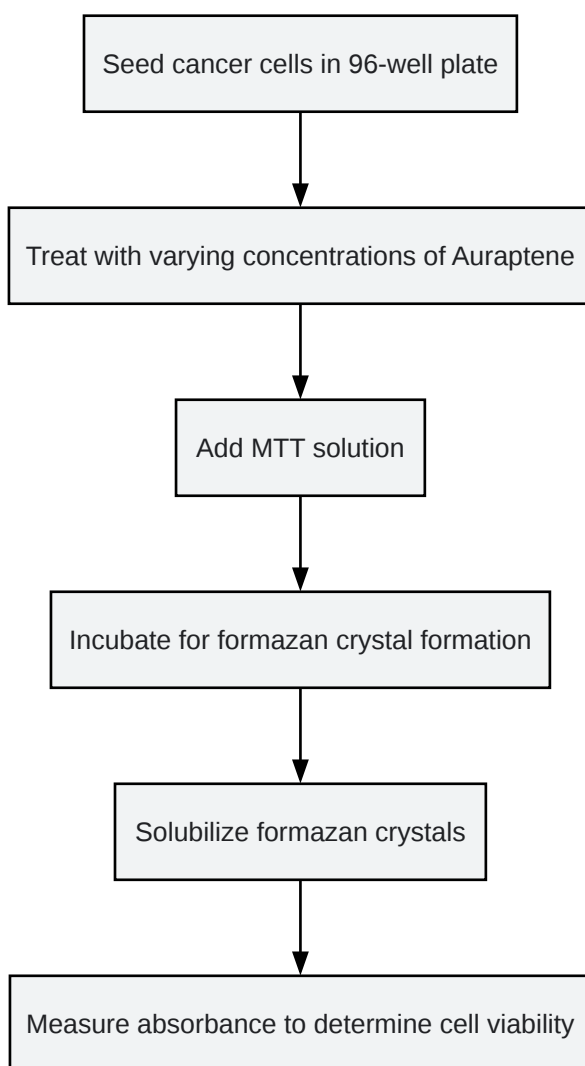 Seed cancer cells in 96-well plate
Treat with varying concentrations of Auraptene
Add MTT solution
Incubate for formazan crystal formation
Solubilize formazan crystals
Measure absorbance to determine cell viability